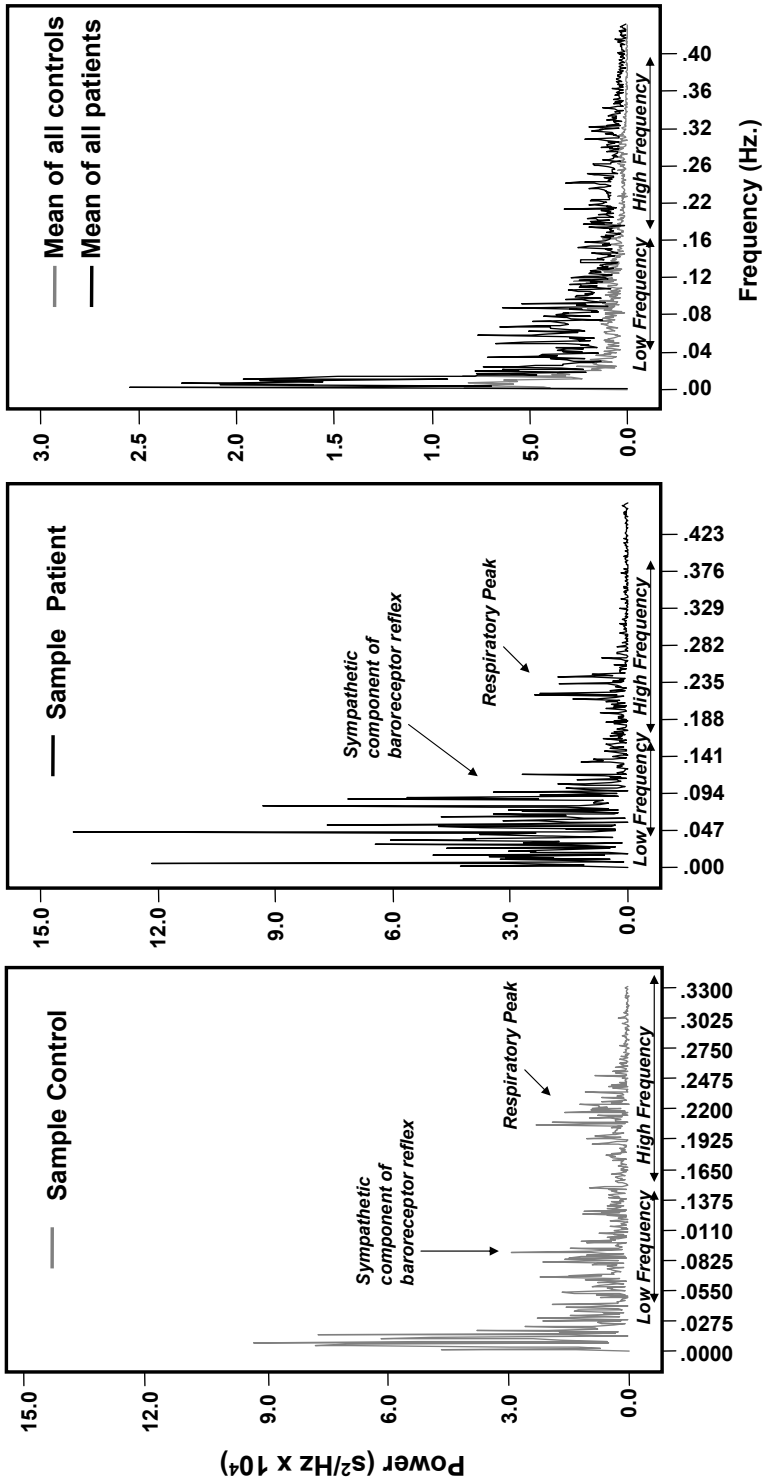 Power (s²/Hz x 10⁴)
15.0
12.0
9.0
6.0
3.0
0.0
Sample Control
Sympathetic
component of
baroreceptor reflex
Respiratory Peak
Low Frequency
High Frequency
.0000
.0275
.0550
.0825
.0110
.1375
.1650
.1925
.2200
.2475
.2750
.3025
.3300
15.0
12.0
9.0
6.0
3.0
0.0
Sample Patient
Sympathetic
component of
baroreceptor reflex
Respiratory Peak
Low Frequency
High Frequency
.000
.047
.094
.141
.188
.235
.282
.329
.376
.423
3.0
2.5
2.0
1.5
1.0
5.0
0.0
Mean of all controls
Mean of all patients
Low Frequency
High Frequency
.00
.04
.08
.12
.16
.22
.26
.32
.36
.40
Frequency (Hz.)